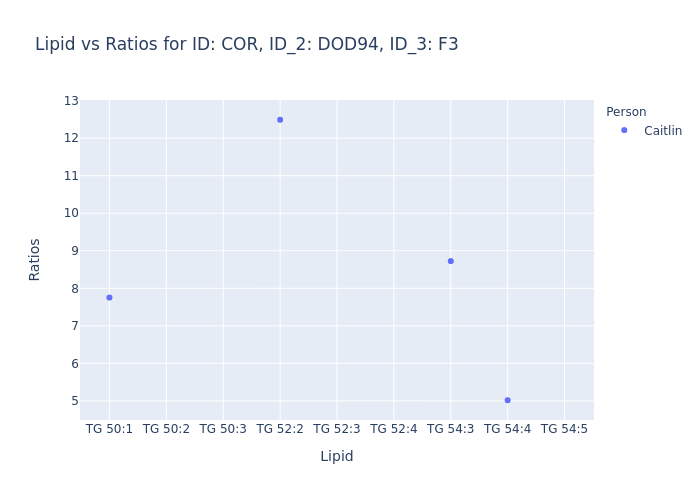 Lipid vs Ratios for ID: COR, ID_2: DOD94, ID_3: F3
Person
Caitlin
13
12
11
10
9
8
7
6
5
Ratios
TG 50:1 TG 50:2 TG 50:3 TG 52:2 TG 52:3 TG 52:4 TG 54:3 TG 54:4 TG 54:5
Lipid